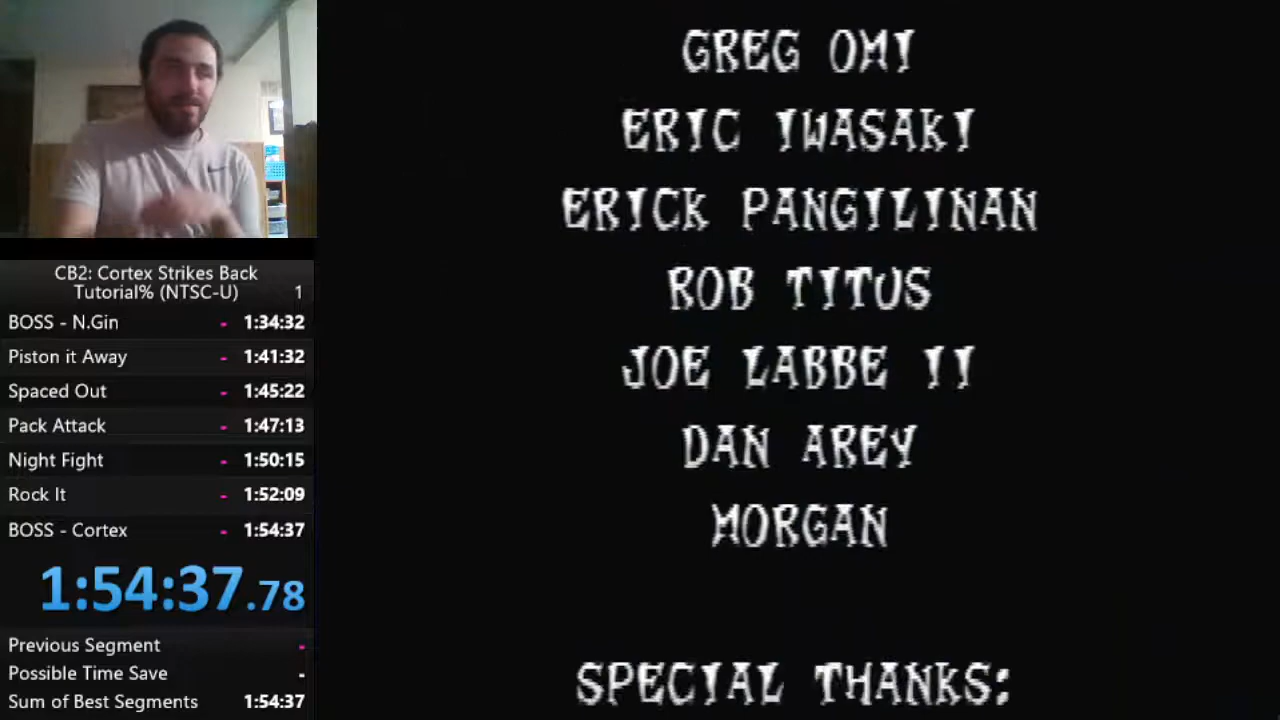 GREG OMI
ERIC IWASAKI
ERICK PANGILINAN
ROB TITUS
JOE LABBE II
DAN AREY
MORGAN
SPECIAL THANKS:
CB2: Cortex Strikes Back
Tutorial% (NTSC-U) 1
BOSS - N.Gin - 1:34:32
Piston it Away - 1:41:32
Spaced Out - 1:45:22
Pack Attack - 1:47:13
Night Fight - 1:50:15
Rock It - 1:52:09
BOSS - Cortex - 1:54:37
1:54:37.78
Previous Segment -
Possible Time Save -
Sum of Best Segments 1:54:37